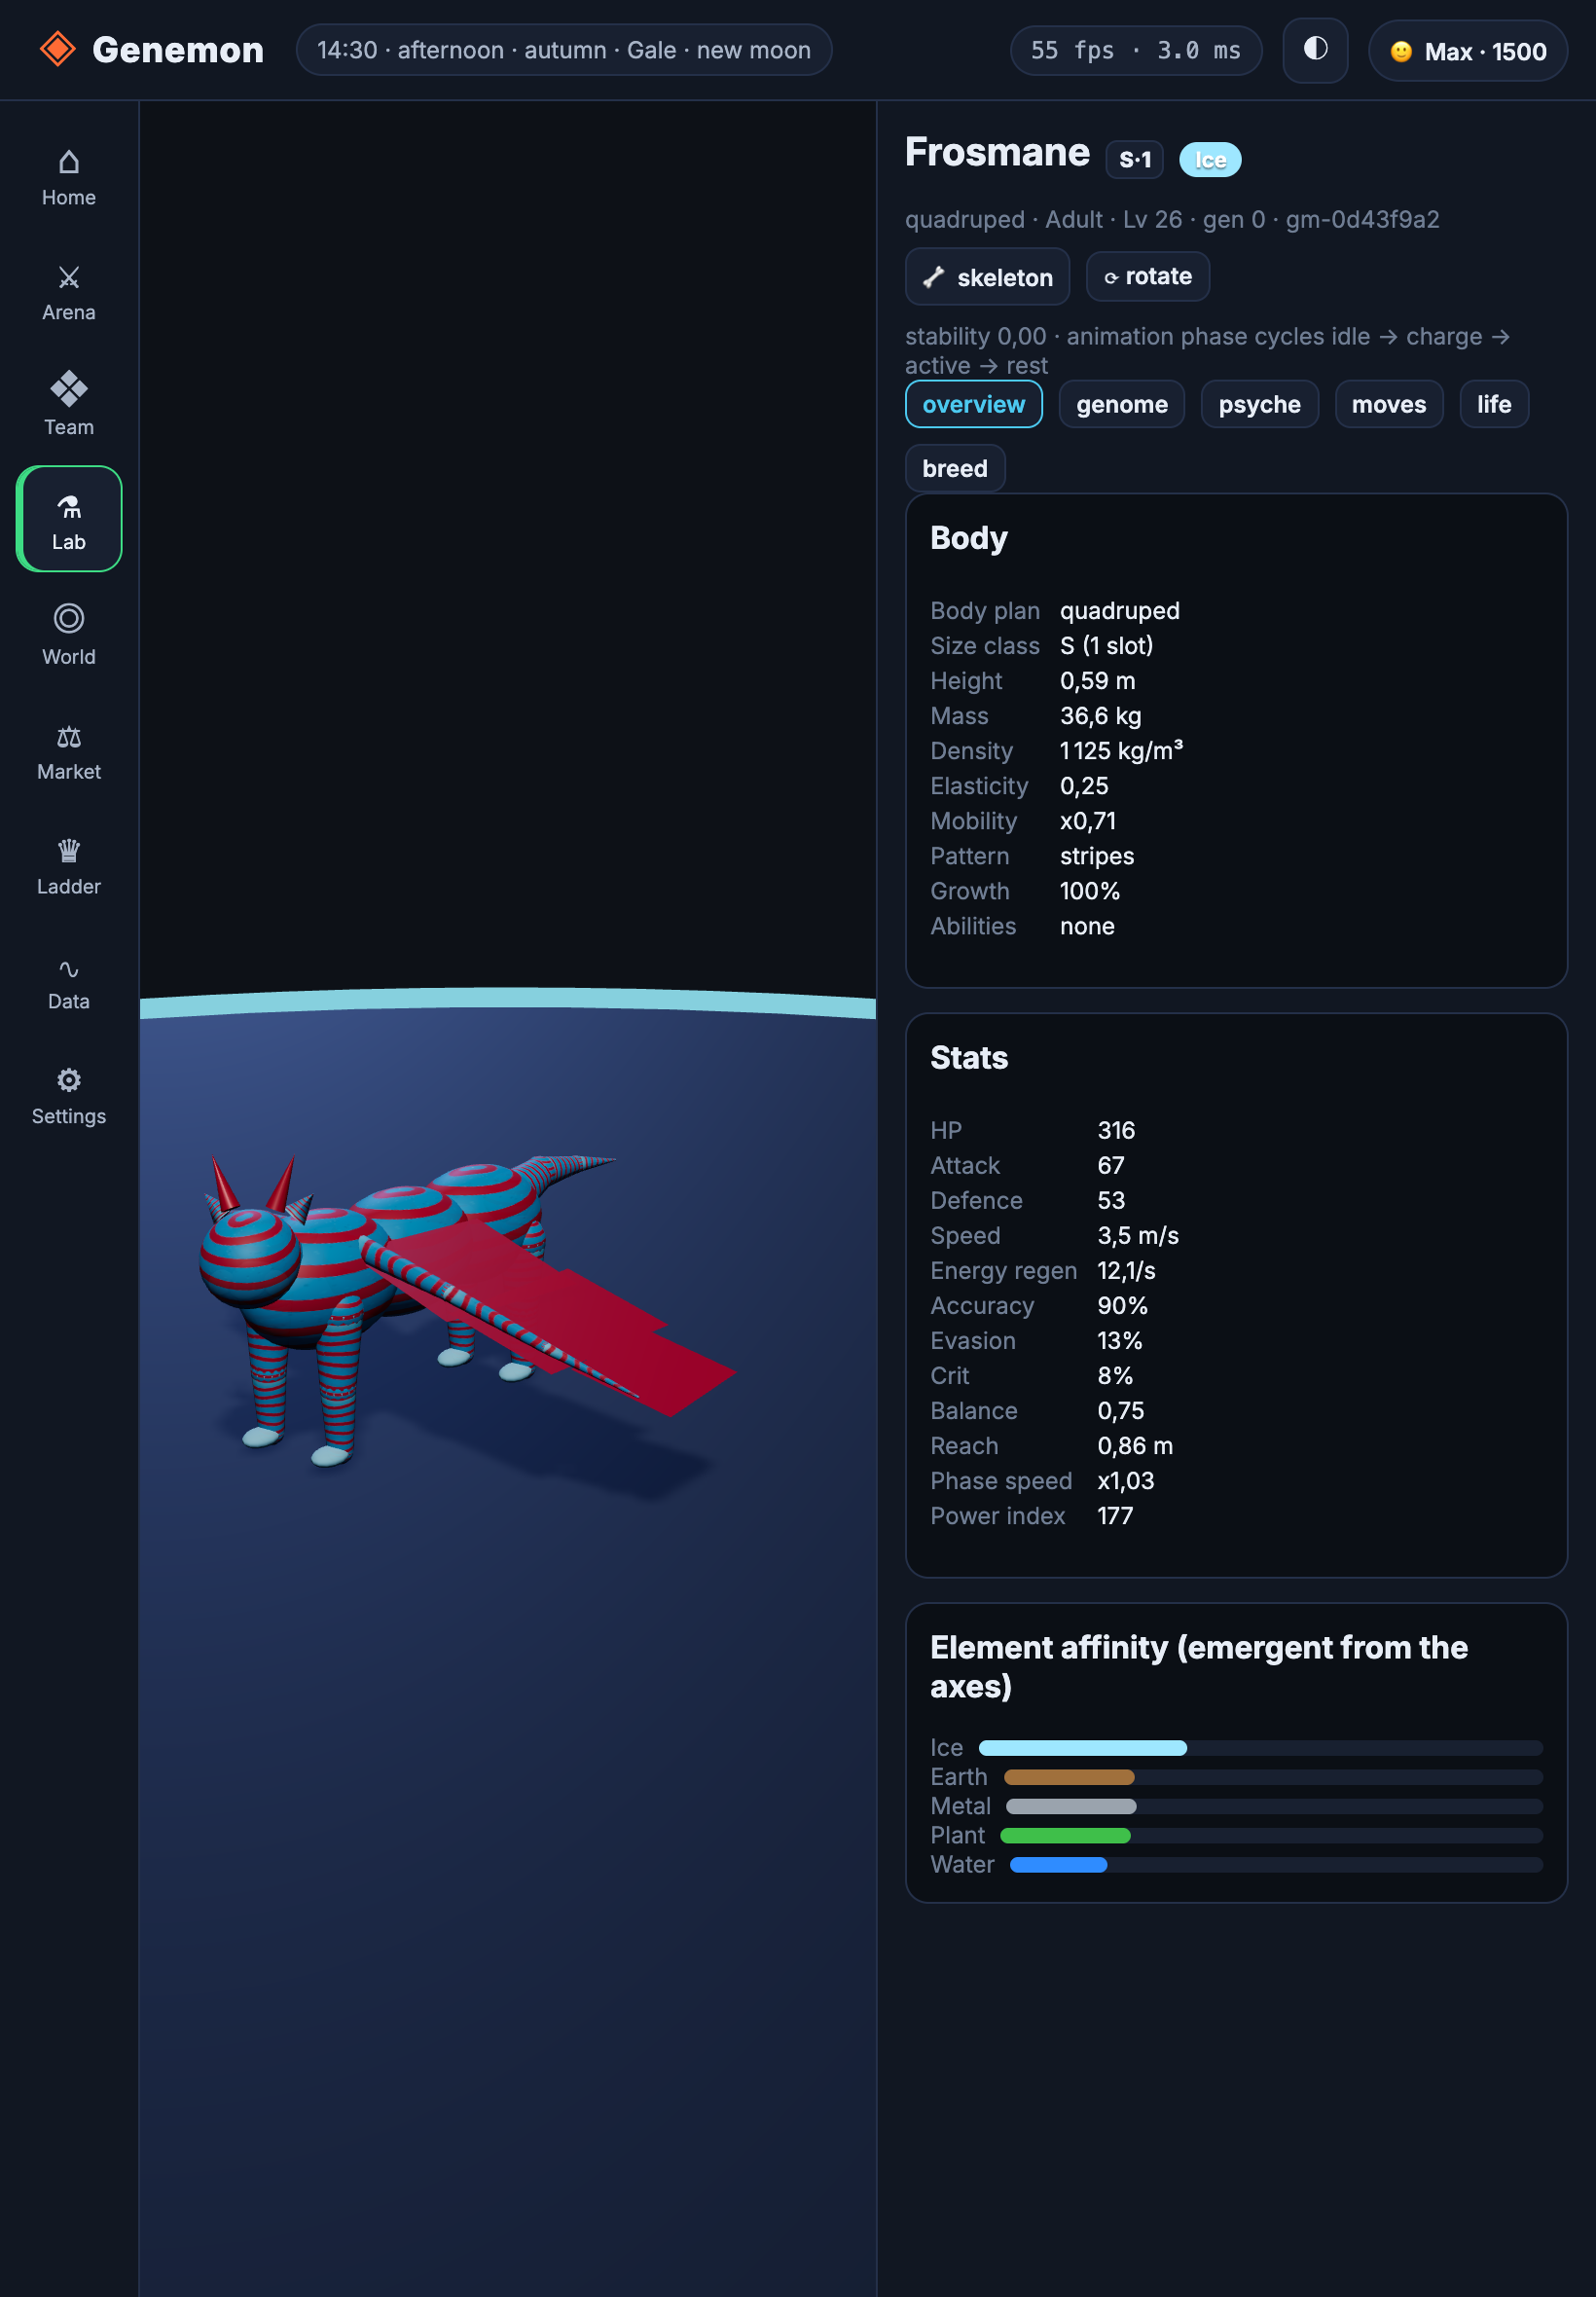 Genemon
14:30 · afternoon · autumn · Gale · new moon
55 fps · 3.0 ms
Max · 1500
Home
Arena
Team
Lab
World
Market
Ladder
Data
Settings
Frosmane S·1 Ice
quadruped · Adult · Lv 26 · gen 0 · gm-0d43f9a2
skeleton
rotate
stability 0,00 · animation phase cycles idle → charge →
active → rest
overview genome psyche moves life
breed
Body
Body plan quadruped
Size class S (1 slot)
Height 0,59 m
Mass 36,6 kg
Density 1 125 kg/m³
Elasticity 0,25
Mobility x0,71
Pattern stripes
Growth 100%
Abilities none
Stats
HP 316
Attack 67
Defence 53
Speed 3,5 m/s
Energy regen 12,1/s
Accuracy 90%
Evasion 13%
Crit 8%
Balance 0,75
Reach 0,86 m
Phase speed x1,03
Power index 177
Element affinity (emergent from the
axes)
Ice
Earth
Metal
Plant
Water